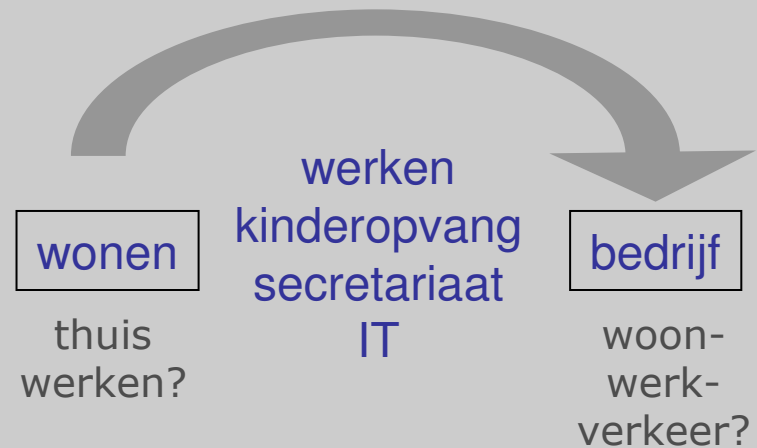 wonen
thuis
werken?
werken
kinderopvang
secretariaat
IT
bedrijf
woon-
werk-
verkeer?